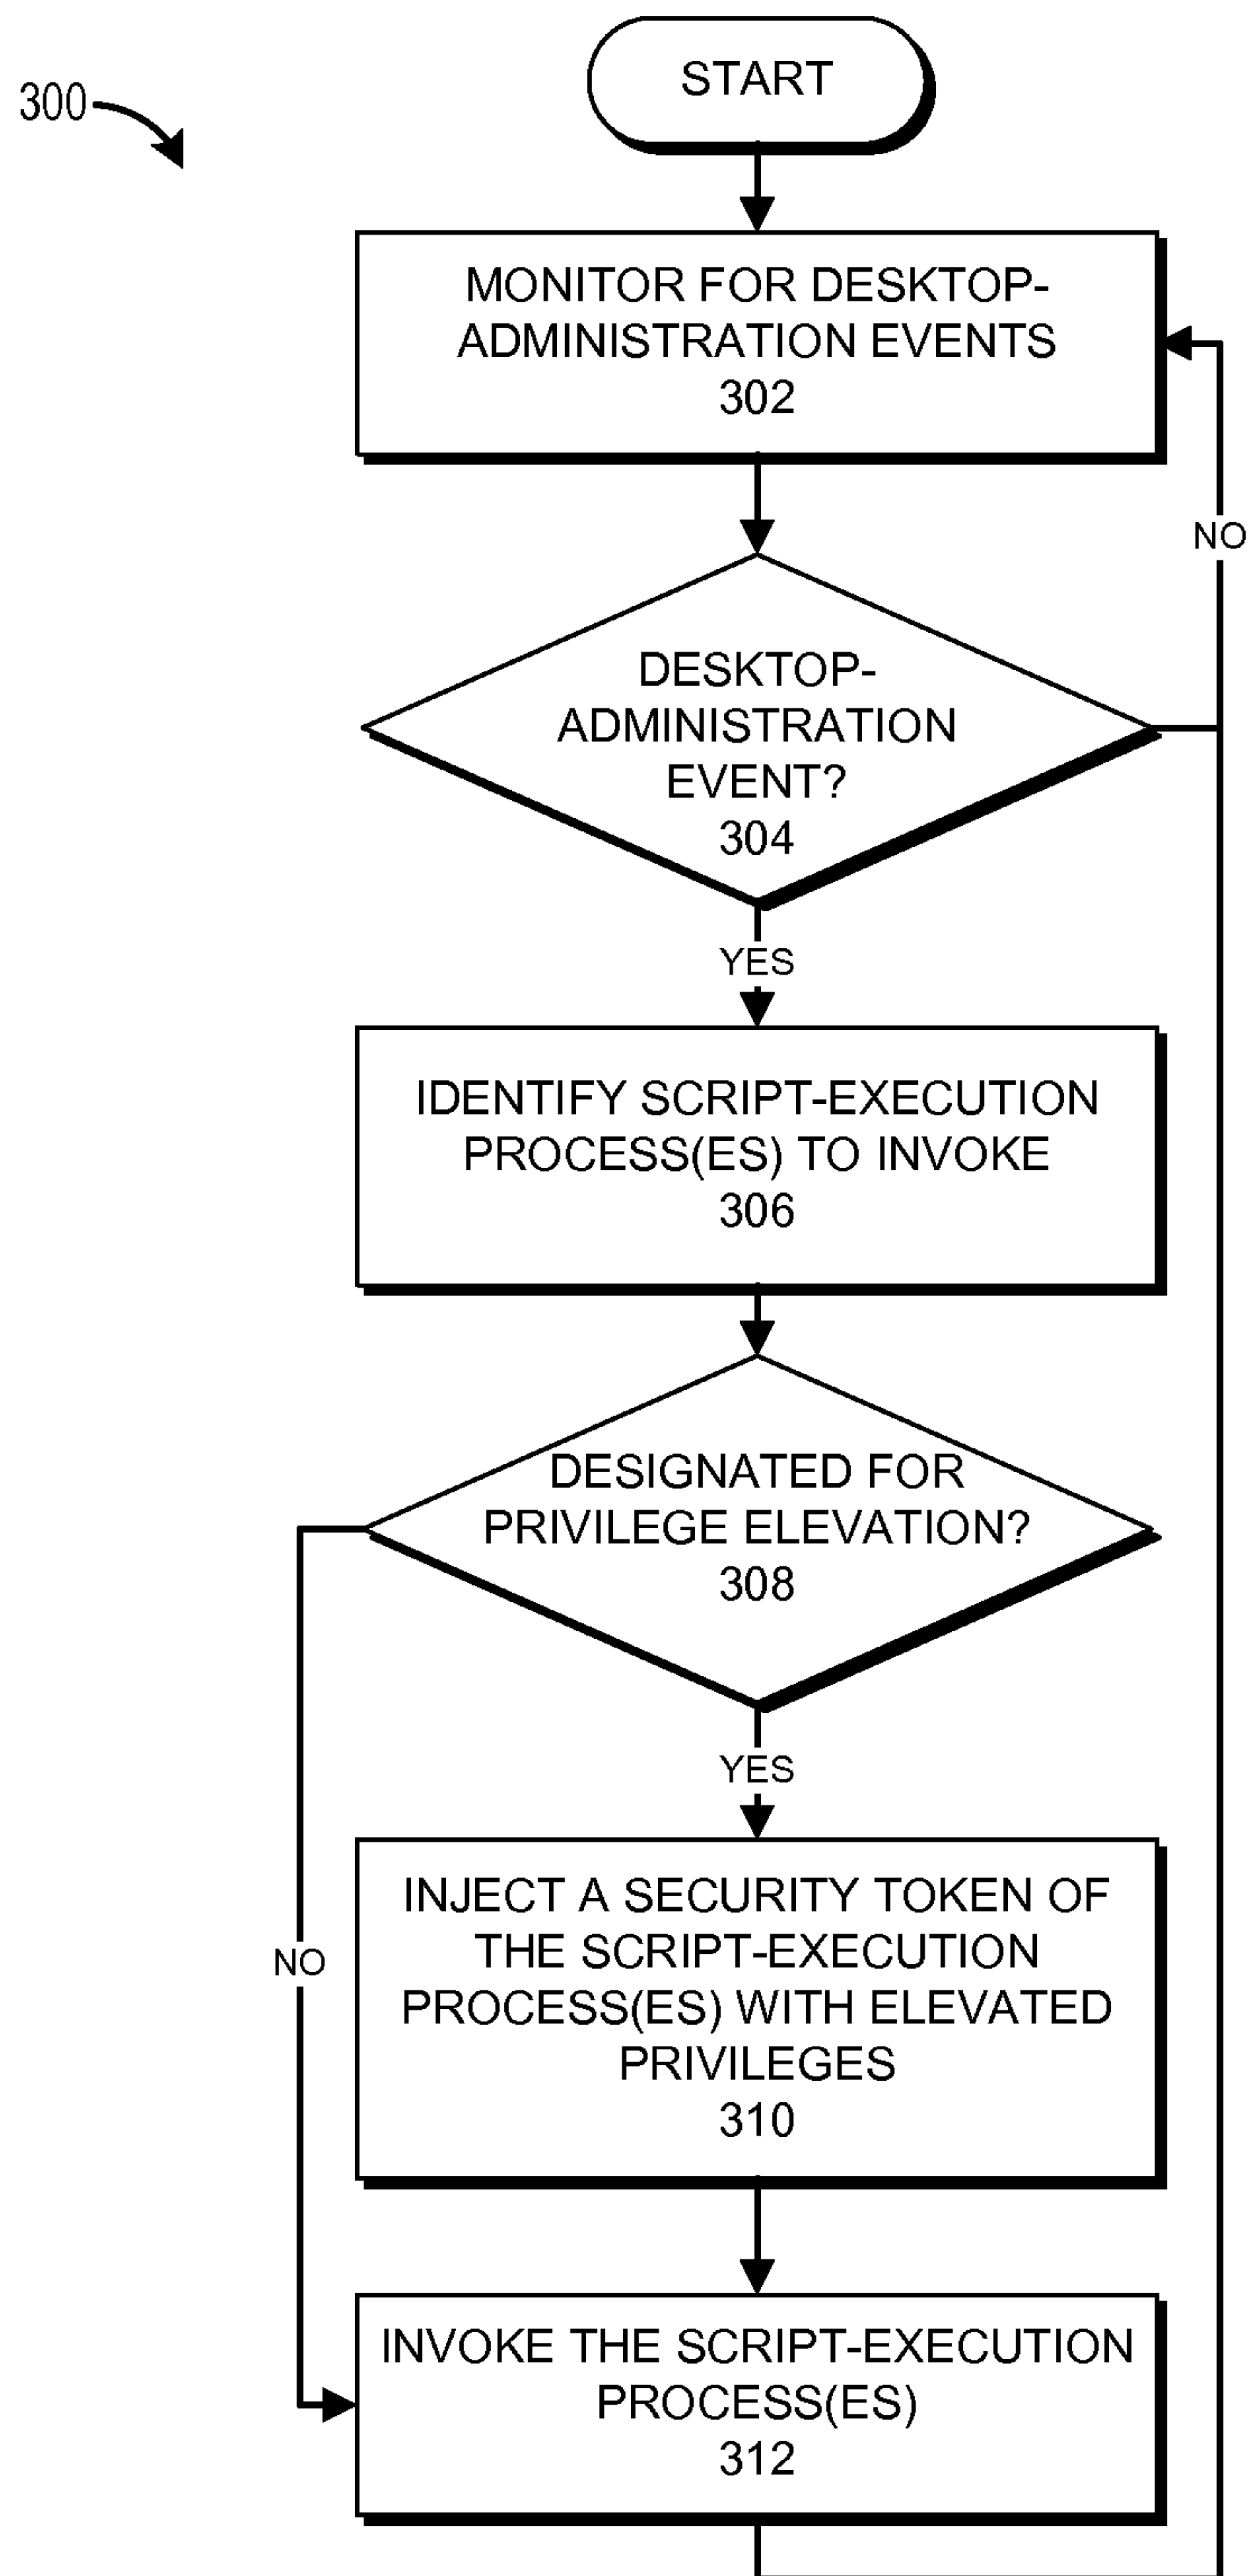 300
START
MONITOR FOR DESKTOP-
ADMINISTRATION EVENTS
302
NO
DESKTOP-
ADMINISTRATION
EVENT?
304
YES
IDENTIFY SCRIPT-EXECUTION
PROCESS(ES) TO INVOKE
306
DESIGNATED FOR
PRIVILEGE ELEVATION?
308
YES
NO
INJECT A SECURITY TOKEN OF
THE SCRIPT-EXECUTION
PROCESS(ES) WITH ELEVATED
PRIVILEGES
310
INVOKE THE SCRIPT-EXECUTION
PROCESS(ES)
312